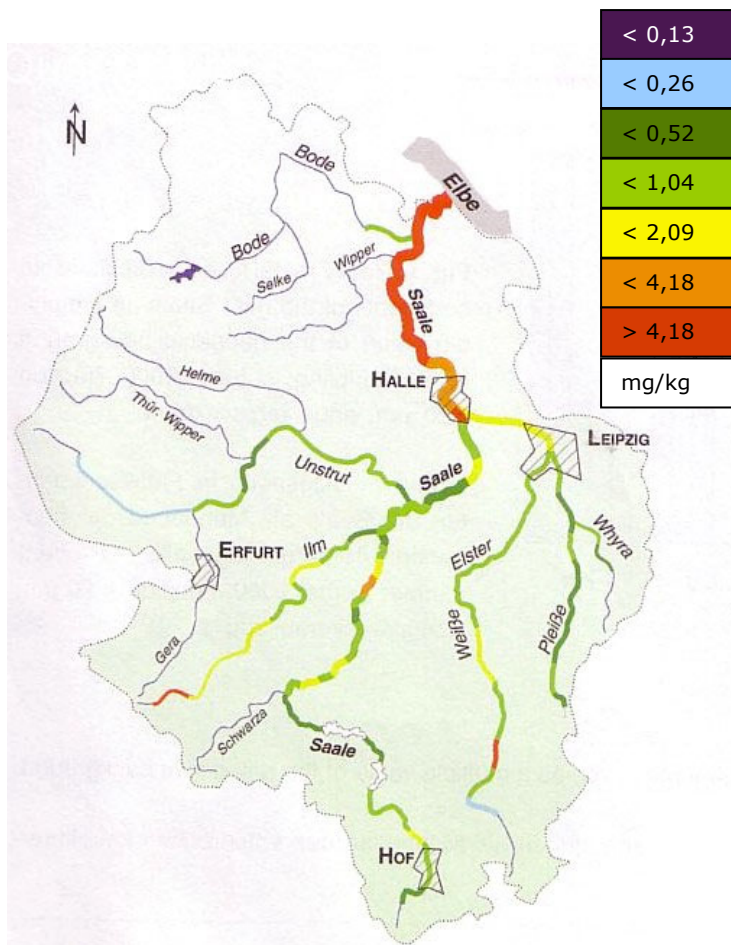 < 0,13
< 0,26
< 0,52
< 1,04
< 2,09
< 4,18
> 4,18
mg/kg
N
Bode
Elbe
Bode
Wipper
Selke
Saale
Helme
HALLE
Thür. Wipper
LEIPZIG
Unstrut
Saale
Ilm
ERFURT
Elster
Whyra
Gera
Weiße
Pleiße
Schwarza
Saale
HOF